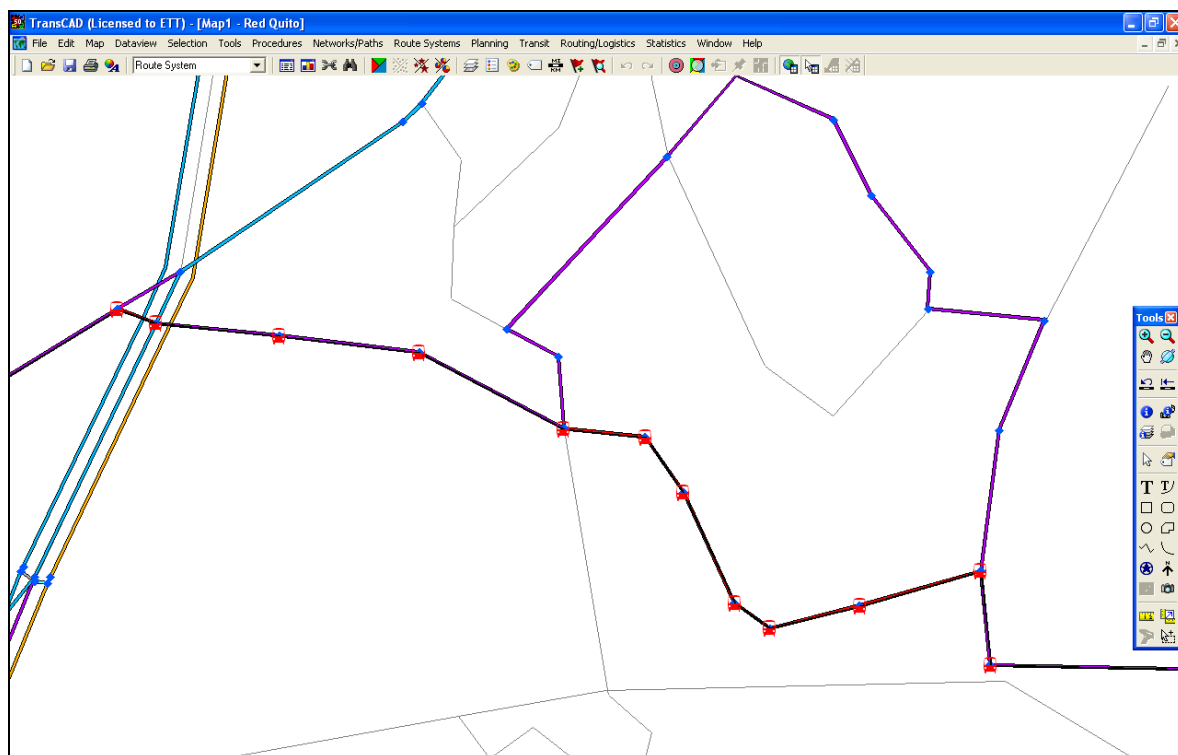 TransCAD (Licensed to ETT) - [Map1 - Red Quito]
File Edit Map Dataview Selection Tools Procedures Networks/Paths Route Systems Planning Transit Routing/Logistics Statistics Window Help
Route System
Tools